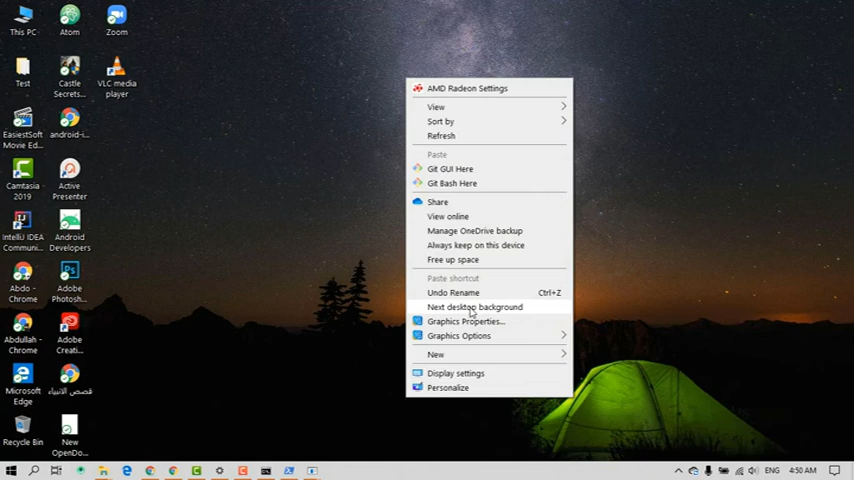 This PC
Atom
Zoom
Test
Castle
Secrets...
VLC media
player
EasiestSoft
Movie Ed...
android-i...
Camtasia
2019
Active
Presenter
IntelliJ IDEA
Communi...
Android
Developers
Abdo -
Chrome
Adobe
Photosh...
Abdullah -
Chrome
Adobe
Creati...
Microsoft
Edge
قصص الانبياء
Recycle Bin
New
OpenDo...
AMD Radeon Settings
View
Sort by
Refresh
Paste
Git GUI Here
Git Bash Here
Share
View online
Manage OneDrive backup
Always keep on this device
Free up space
Paste shortcut
Undo Rename Ctrl+Z
Next desktop background
Graphics Properties...
Graphics Options
New
Display settings
Personalize
ENG 4:50 AM